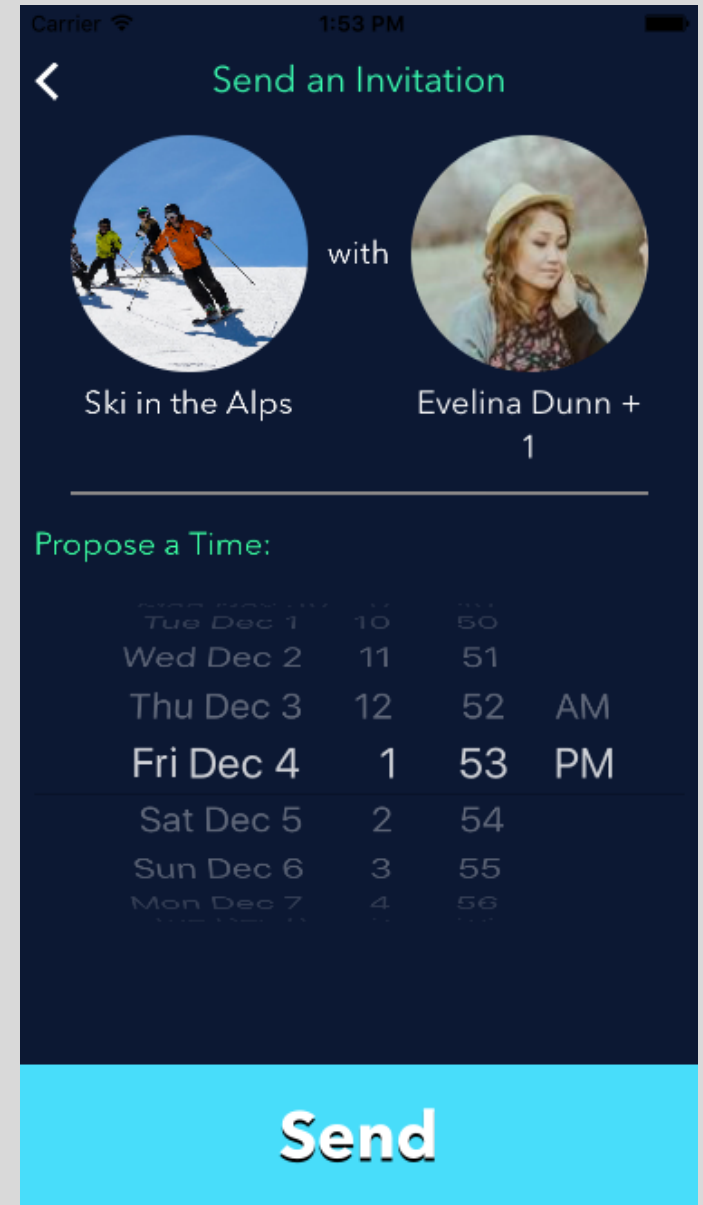 Carrier 1:53 PM
Send an Invitation
with
Ski in the Alps
Evelina Dunn +
1
Propose a Time:
Tue Dec 1 10 50
Wed Dec 2 11 51
Thu Dec 3 12 52 AM
Fri Dec 4 1 53 PM
Sat Dec 5 2 54
Sun Dec 6 3 55
Mon Dec 7 4 56
Send